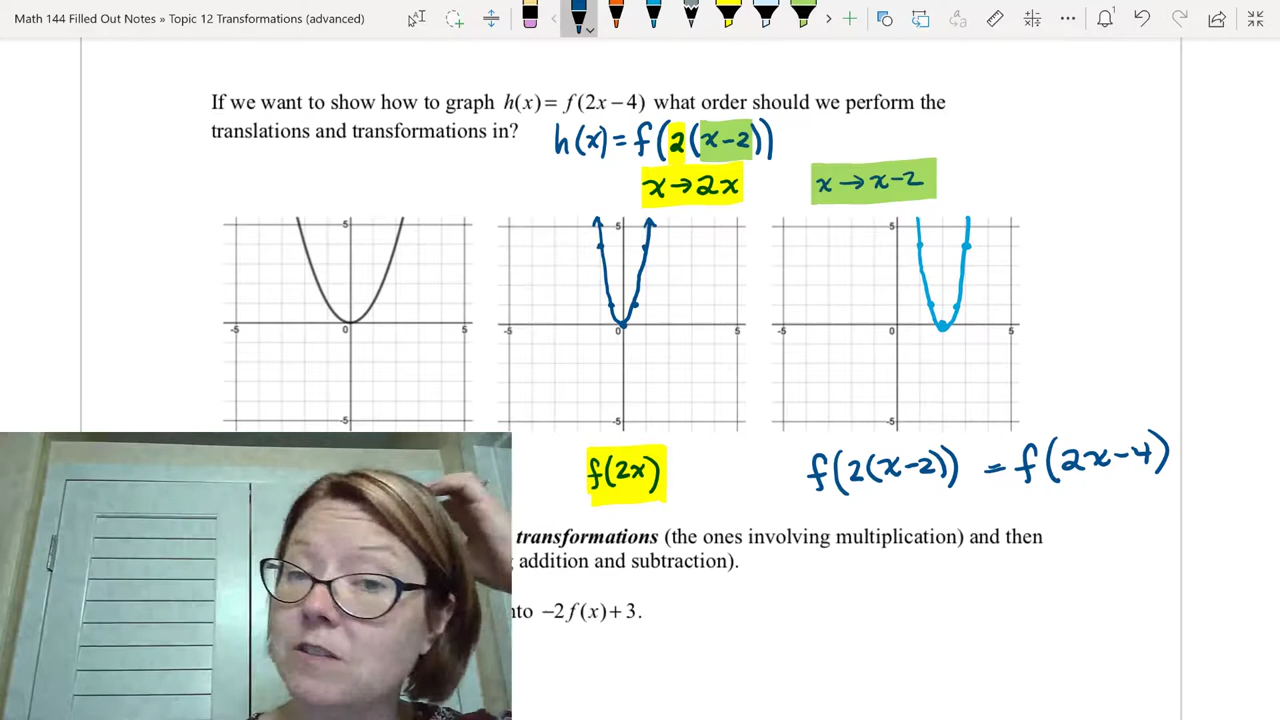 Math 144 Filled Out Notes » Topic 12 Transformations (advanced)
If we want to show how to graph h(x) = f(2x − 4) what order should we perform the
translations and transformations in?
h(x) = f(2(x−2))
x → 2x
x → x−2
5
-5
0
5
-5
5
-5
0
5
-5
5
-5
0
5
-5
f(2x)
f(2(x−2)) = f(2x−4)
transformations (the ones involving multiplication) and then
addition and subtraction).
−2f(x)+3.